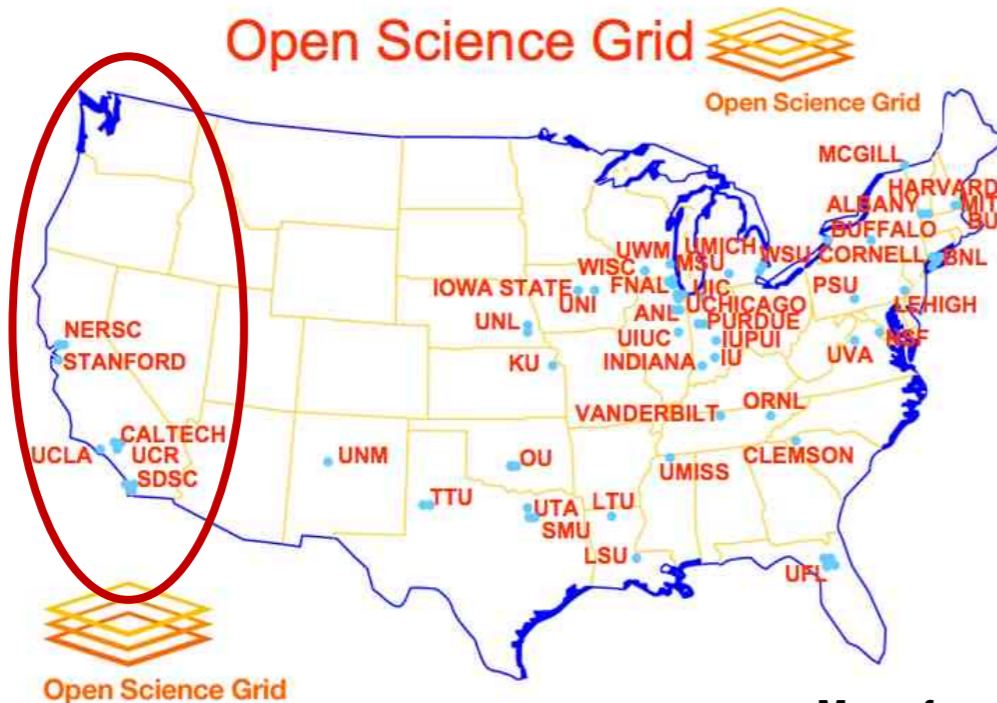 Open Science Grid
Open Science Grid
MCGILL
HARVARD
ALBANY
MIT
BU
BUFFALO
UWM
UMICH
WSU
CORNELL
BNL
WISC
MSU
IOWA STATE
FNAL
UIC
PSU
UNI
UCHICAGO
LEHIGH
ANL
UNL
PURDUE
NERSC
UIUC
IUPUI
NSF
STANFORD
KU
INDIANA
IU
UVA
ORNL
VANDERBILT
CALTECH
UCLA
UCR
UNM
OU
UMISS
CLEMSON
SDSC
TTU
UTA
LTU
SMU
LSU
UFL
Open Science Grid